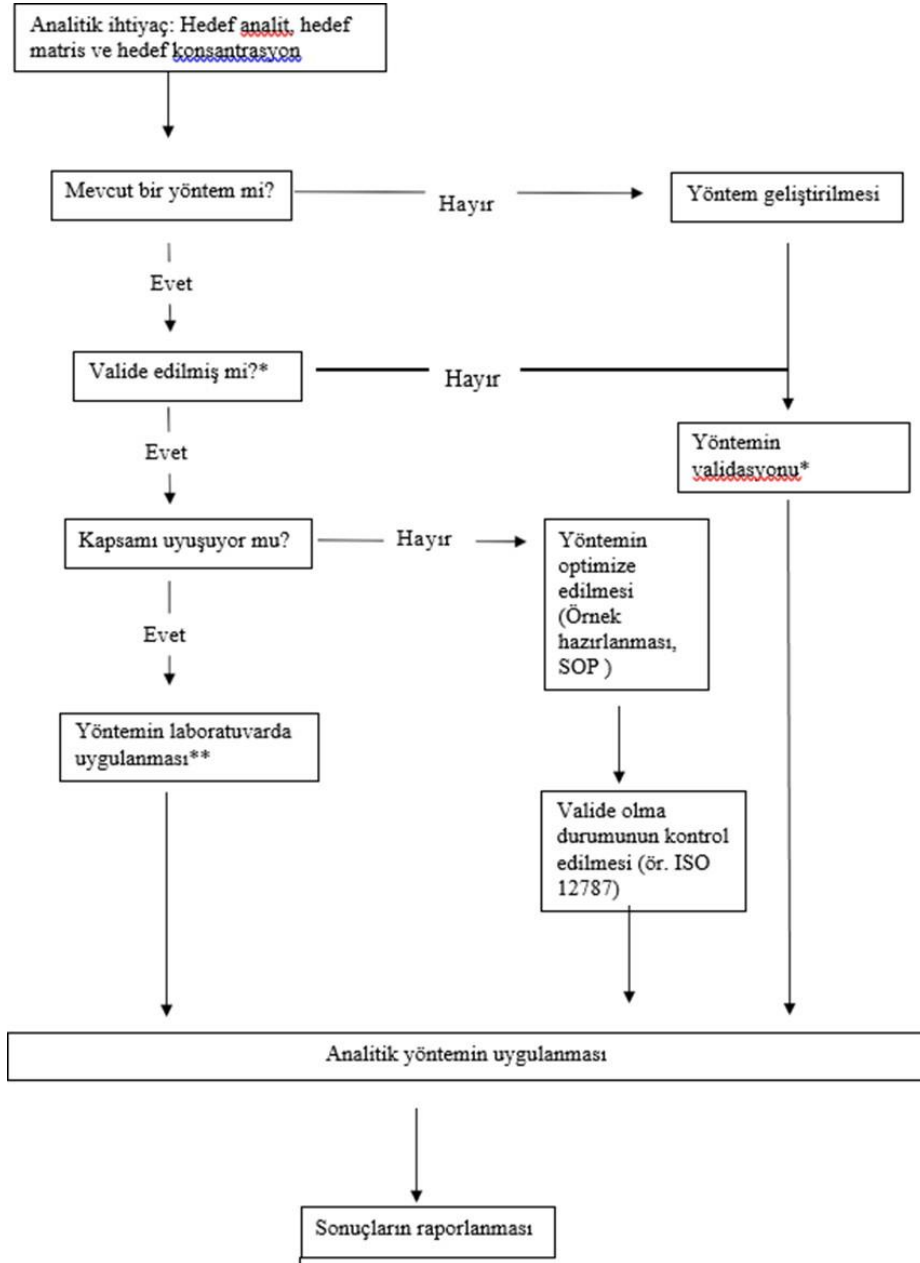 Analitik ihtiyaç: Hedef analit, hedef
matris ve hedef konsantrasyon
Mevcut bir yöntem mi?
Hayır
Yöntem geliştirilmesi
Evet
Valide edilmiş mi?*
Hayır
Yöntemin
validasyonu*
Evet
Kapsamı uyuşuyor mu?
Hayır
Yöntemin
optimize
edilmesi
(Örnek
hazırlanması,
SOP )
Evet
Yöntemin laboratuvarda
uygulanması**
Valide olma
durumunun kontrol
edilmesi (ör. ISO
12787)
Analitik yöntemin uygulanması
Sonuçların raporlanması